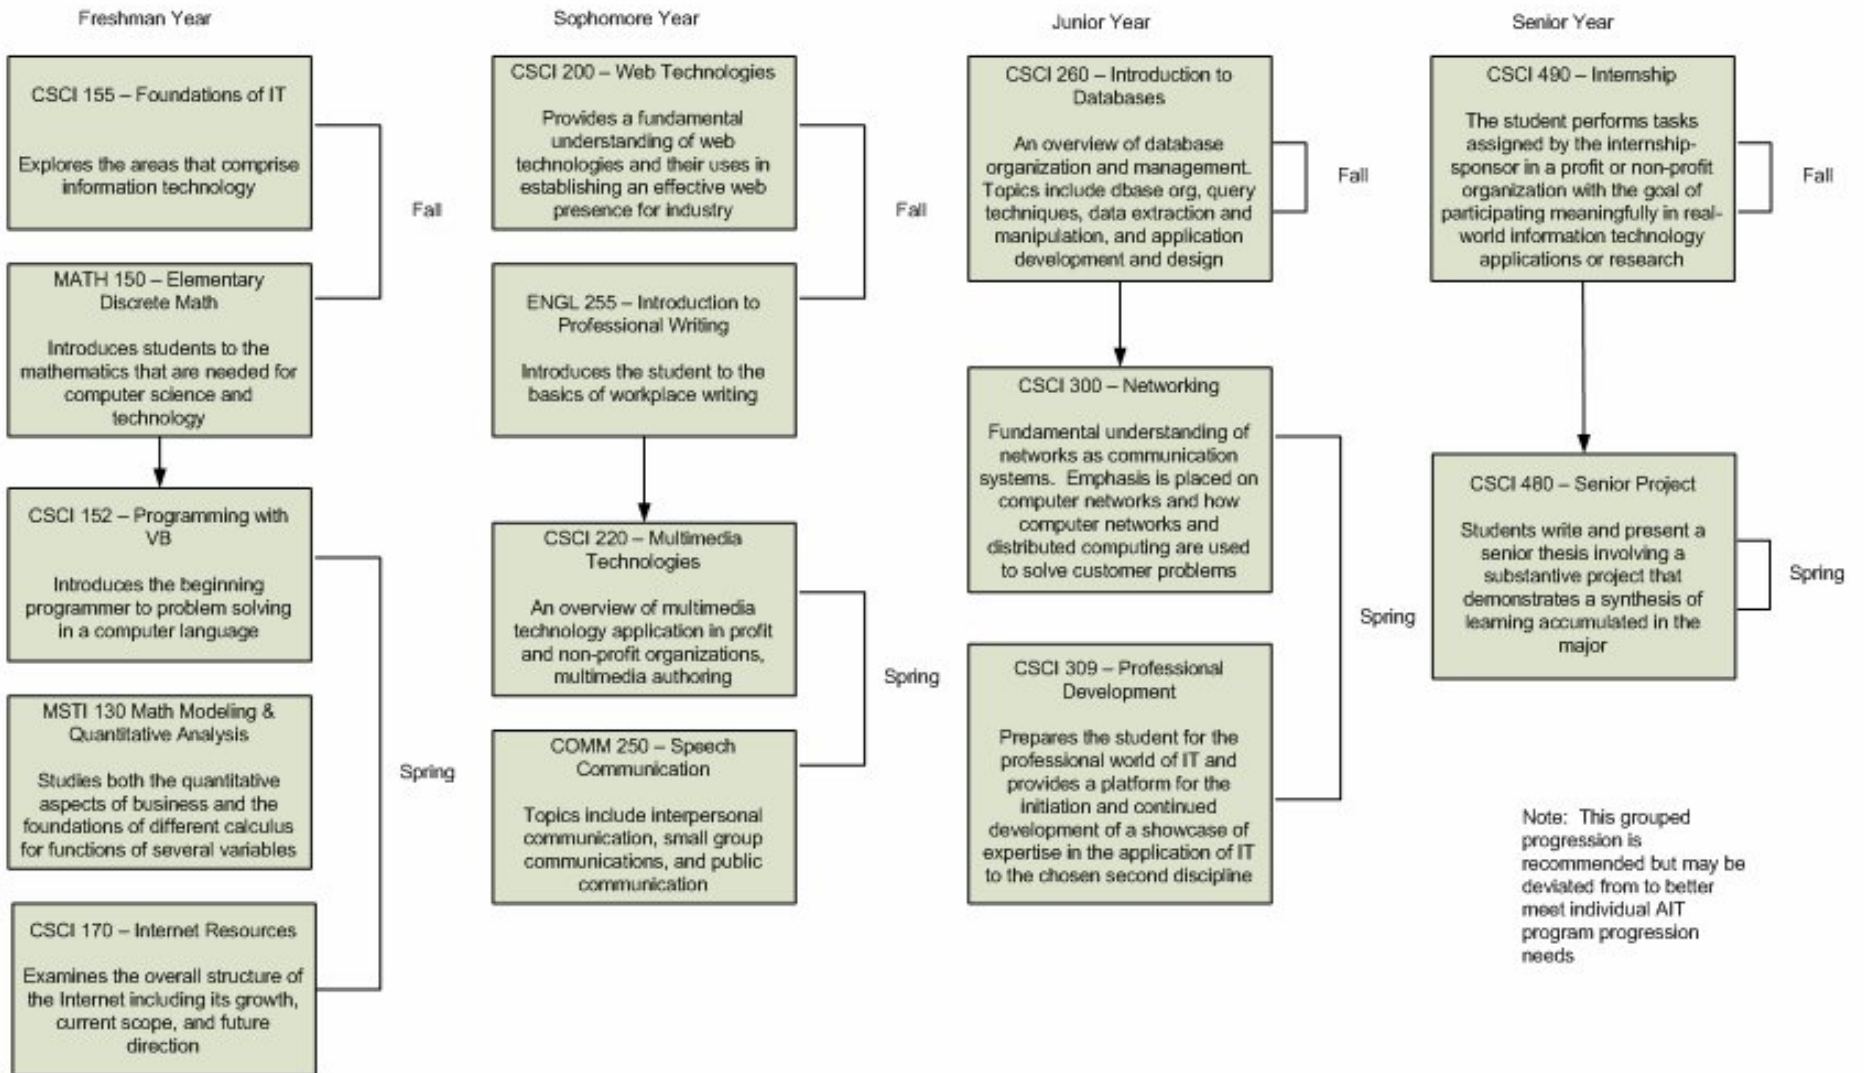 Freshman Year
CSCI 155 – Foundations of IT
Explores the areas that comprise
information technology
MATH 150 – Elementary
Discrete Math
Introduces students to the
mathematics that are needed for
computer science and
technology
Fall
CSCI 152 – Programming with
VB
Introduces the beginning
programmer to problem solving
in a computer language
MSTI 130 Math Modeling &
Quantitative Analysis
Studies both the quantitative
aspects of business and the
foundations of different calculus
for functions of several variables
CSCI 170 – Internet Resources
Examines the overall structure of
the Internet including its growth,
current scope, and future
direction
Spring
Sophomore Year
CSCI 200 – Web Technologies
Provides a fundamental
understanding of web
technologies and their uses in
establishing an effective web
presence for industry
ENGL 255 – Introduction to
Professional Writing
Introduces the student to the
basics of workplace writing
Fall
CSCI 220 – Multimedia
Technologies
An overview of multimedia
technology application in profit
and non-profit organizations,
multimedia authoring
COMM 250 – Speech
Communication
Topics include interpersonal
communication, small group
communications, and public
communication
Spring
Junior Year
CSCI 260 – Introduction to
Databases
An overview of database
organization and management.
Topics include dbase org, query
techniques, data extraction and
manipulation, and application
development and design
Fall
CSCI 300 – Networking
Fundamental understanding of
networks as communication
systems.  Emphasis is placed on
computer networks and how
computer networks and
distributed computing are used
to solve customer problems
CSCI 309 – Professional
Development
Prepares the student for the
professional world of IT and
provides a platform for the
initiation and continued
development of a showcase of
expertise in the application of IT
to the chosen second discipline
Spring
Senior Year
CSCI 490 – Internship
The student performs tasks
assigned by the internship-
sponsor in a profit or non-profit
organization with the goal of
participating meaningfully in real-
world information technology
applications or research
Fall
CSCI 480 – Senior Project
Students write and present a
senior thesis involving a
substantive project that
demonstrates a synthesis of
learning accumulated in the
major
Spring
Note:  This grouped
progression is
recommended but may be
deviated from to better
meet individual AIT
program progression
needs